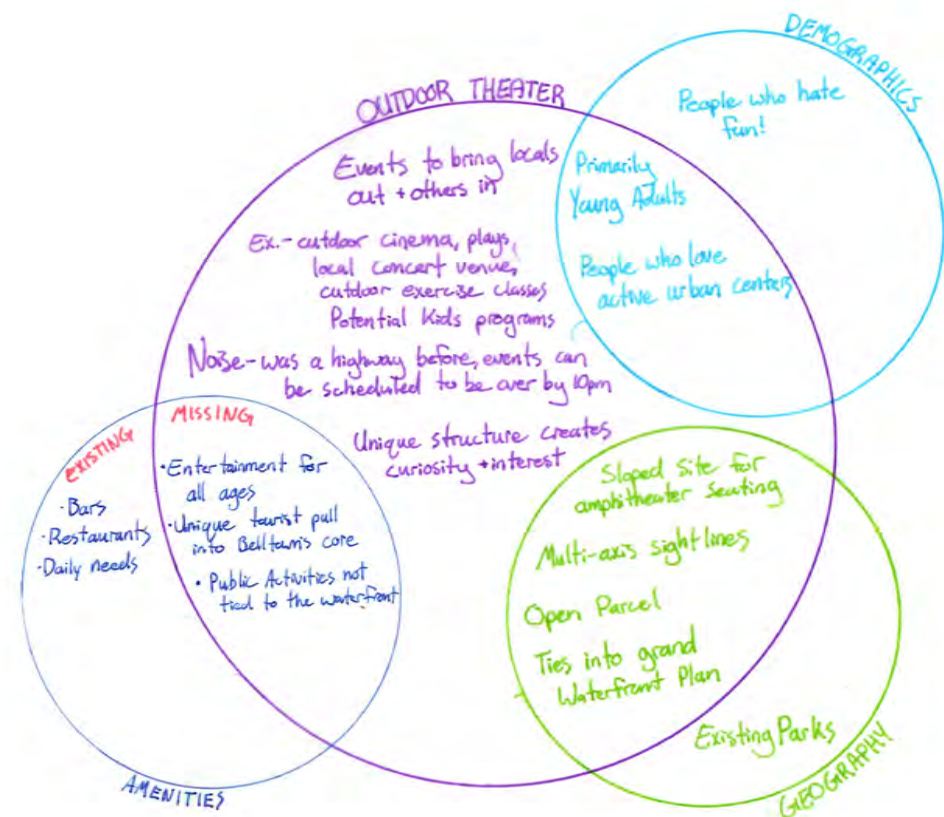 OUTDOOR THEATER
Events to bring locals
out + others in
Ex.- outdoor cinema, plays,
local concert venue,
outdoor exercise classes
Potential Kids programs
Noise- was a highway before, events can
be scheduled to be over by 10pm
Unique structure creates
curiosity + interest
DEMOGRAPHICS
People who hate
fun!
Primarily
Young Adults
People who love
active urban centers
EXISTING
·Bars
·Restaurants
·Daily needs
MISSING
·Entertainment for
all ages
·Unique tourist pull
into Belltown's core
· Public Activities not
tied to the waterfront
AMENITIES
Sloped site for
amphitheater seating
Multi-axis sightlines
Open Parcel
Ties into grand
Waterfront Plan
Existing Parks
GEOGRAPHY